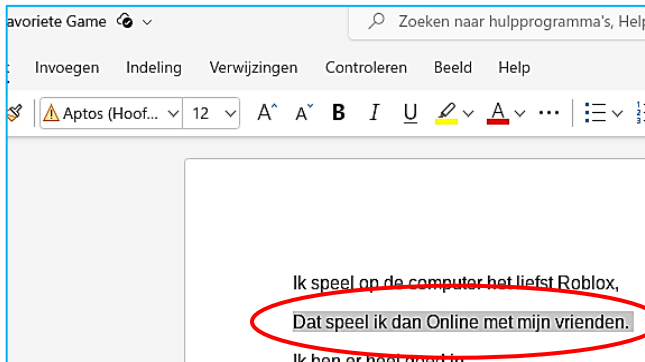 avoriete Game
Zoeken naar hulpprogramma's, Help
Invoegen Indeling Verwijzingen Controleren Beeld Help
Aptos (Hoof... 12 A A B I U A ...
Ik speel op de computer het liefst Roblox,
Dat speel ik dan Online met mijn vrienden.
Ik ben er heel goed in